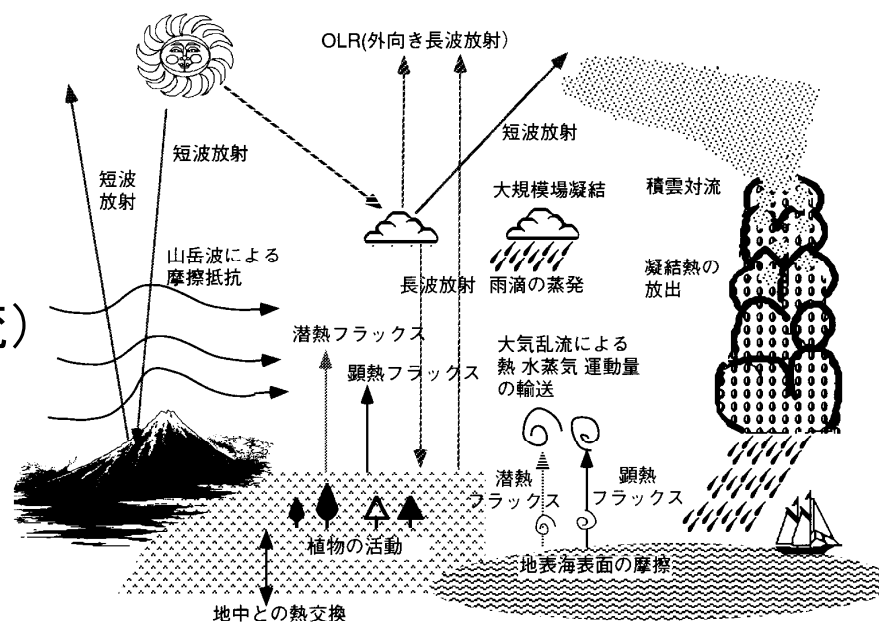 OLR(外向き長波放射)
短波放射
短波放射
短波
放射
大規模場凝結
積雲対流
山岳波による
摩擦抵抗
凝結熱の
放出
長波放射
雨滴の蒸発
流)
潜熱フラックス
大気乱流による
熱 水蒸気 運動量
の輸送
顕熱フラックス
潜熱
フラックス
顕熱
フラックス
植物の活動
地表海表面の摩擦
地中との熱交換